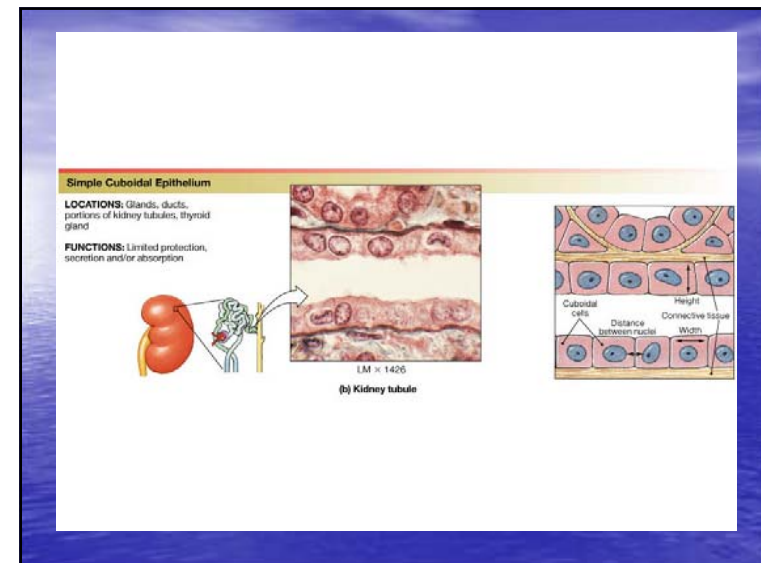 Simple Cuboidal Epithelium
LOCATIONS: Glands, ducts,
portions of kidney tubules, thyroid
gland
FUNCTIONS: Limited protection,
secretion and/or absorption
LM × 1426
(b) Kidney tubule
Cuboidal
cells
Height
Connective tissue
Distance
between nuclei
Width